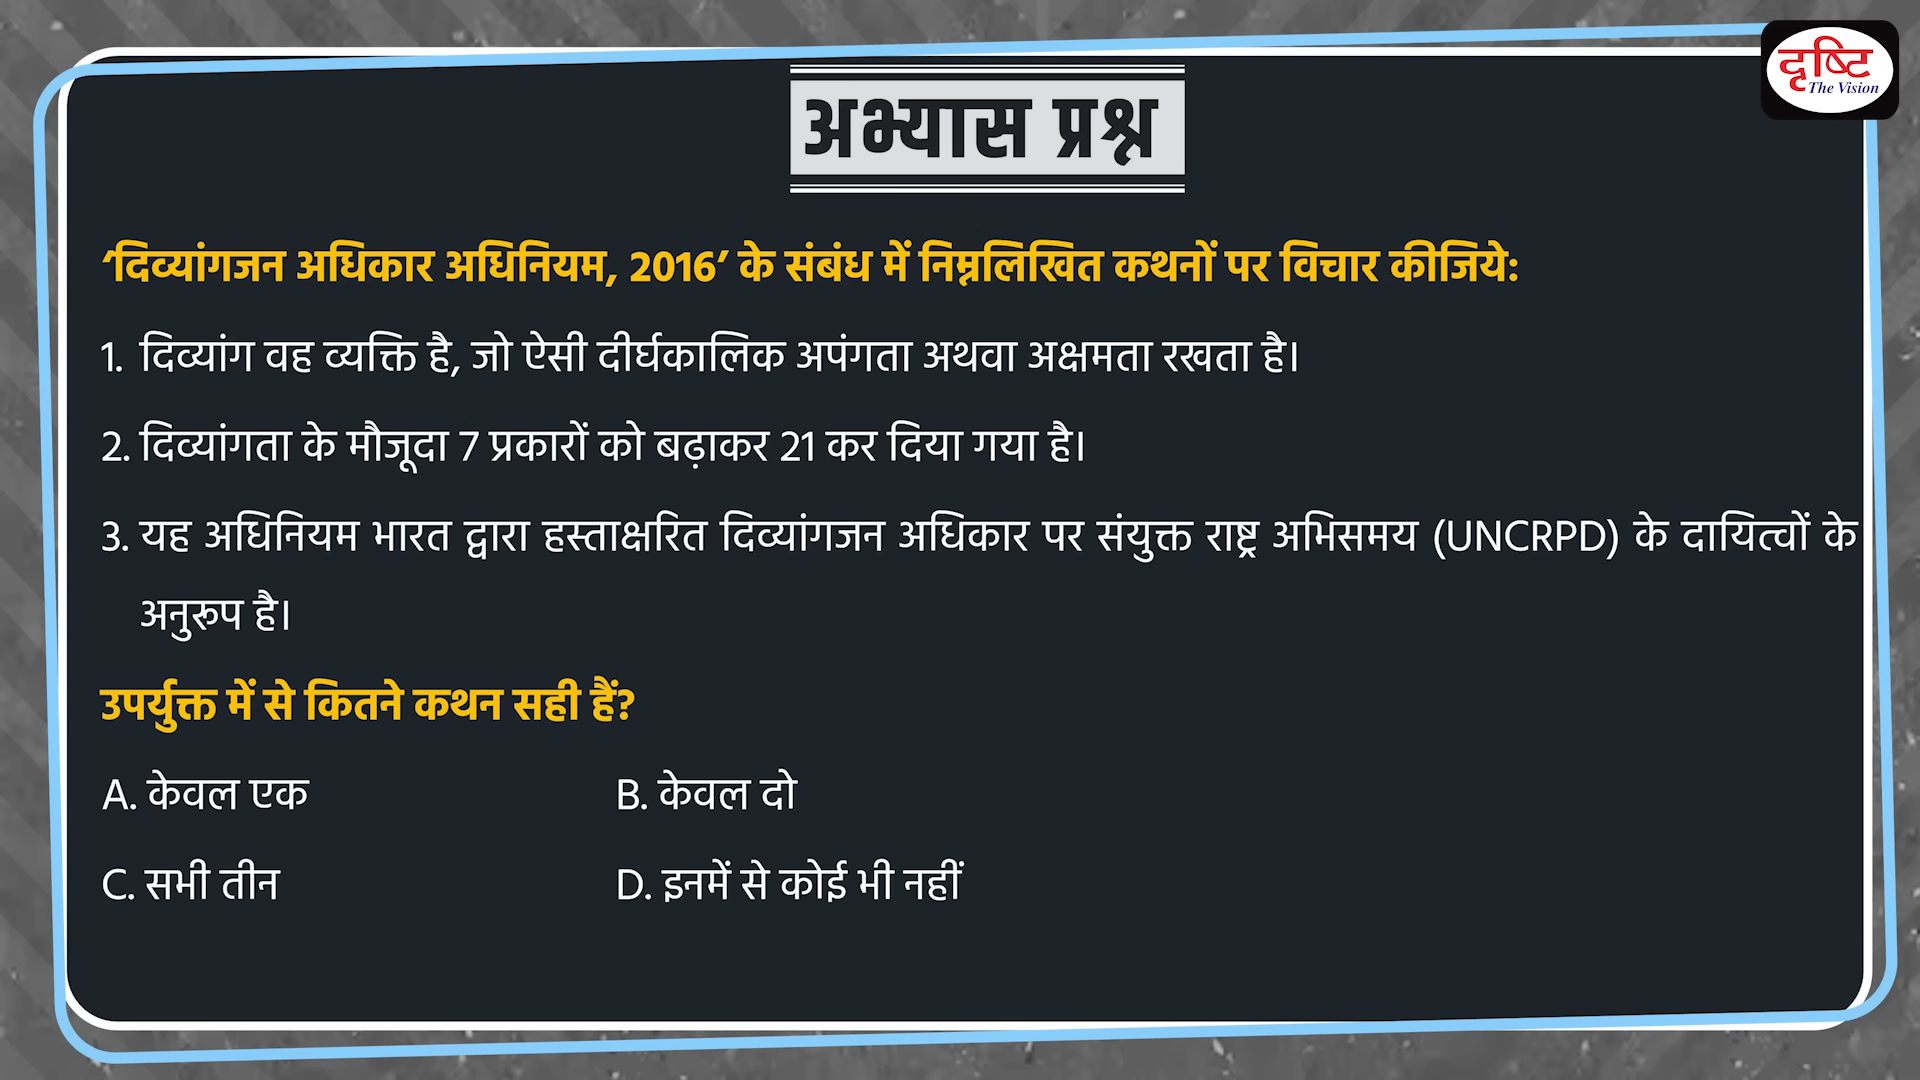 दृष्टि
The Vision
अभ्यास प्रश्न
‘दिव्यांगजन अधिकार अधिनियम, 2016’ के संबंध में निम्नलिखित कथनों पर विचार कीजिये:
1. दिव्यांग वह व्यक्ति है, जो ऐसी दीर्घकालिक अपंगता अथवा अक्षमता रखता है।
2. दिव्यांगता के मौजूदा 7 प्रकारों को बढ़ाकर 21 कर दिया गया है।
3. यह अधिनियम भारत द्वारा हस्ताक्षरित दिव्यांगजन अधिकार पर संयुक्त राष्ट्र अभिसमय (UNCRPD) के दायित्वों के
अनुरूप है।
उपर्युक्त में से कितने कथन सही हैं?
A. केवल एक B. केवल दो
C. सभी तीन D. इनमें से कोई भी नहीं